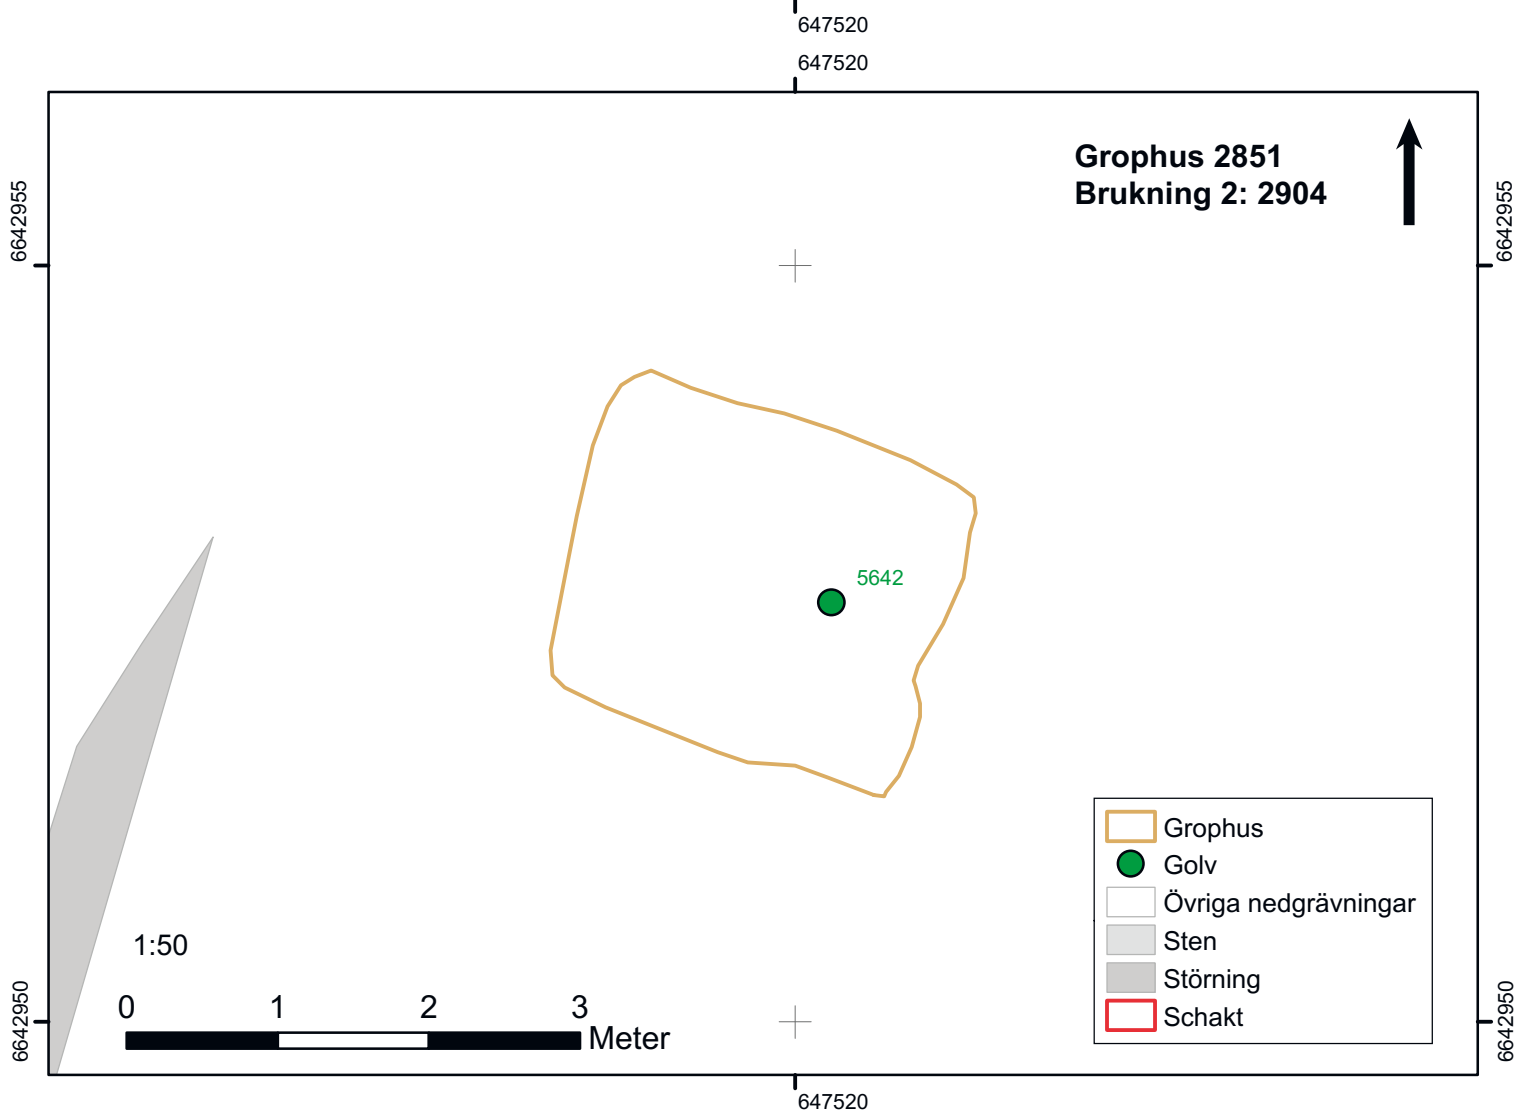 647520
647520
Grophus 2851
Brukning 2: 2904
6642955
6642955
5642
Grophus
Golv
Övriga nedgrävningar
Sten
Störning
Schakt
1:50
0 1 2 3
Meter
6642950
6642950
647520